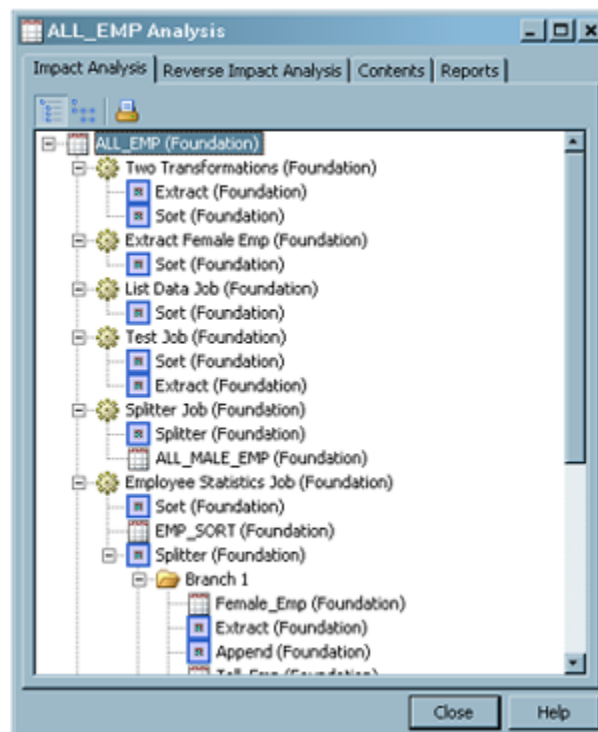 ALL_EMP Analysis
Impact Analysis Reverse Impact Analysis Contents Reports
ALL_EMP (Foundation)
Two Transformations (Foundation)
Extract (Foundation)
Sort (Foundation)
Extract Female Emp (Foundation)
Sort (Foundation)
List Data Job (Foundation)
Sort (Foundation)
Test Job (Foundation)
Sort (Foundation)
Extract (Foundation)
Splitter Job (Foundation)
Splitter (Foundation)
ALL_MALE_EMP (Foundation)
Employee Statistics Job (Foundation)
Sort (Foundation)
EMP_SORT (Foundation)
Splitter (Foundation)
Branch 1
Female_Emp (Foundation)
Extract (Foundation)
Append (Foundation)
Close Help